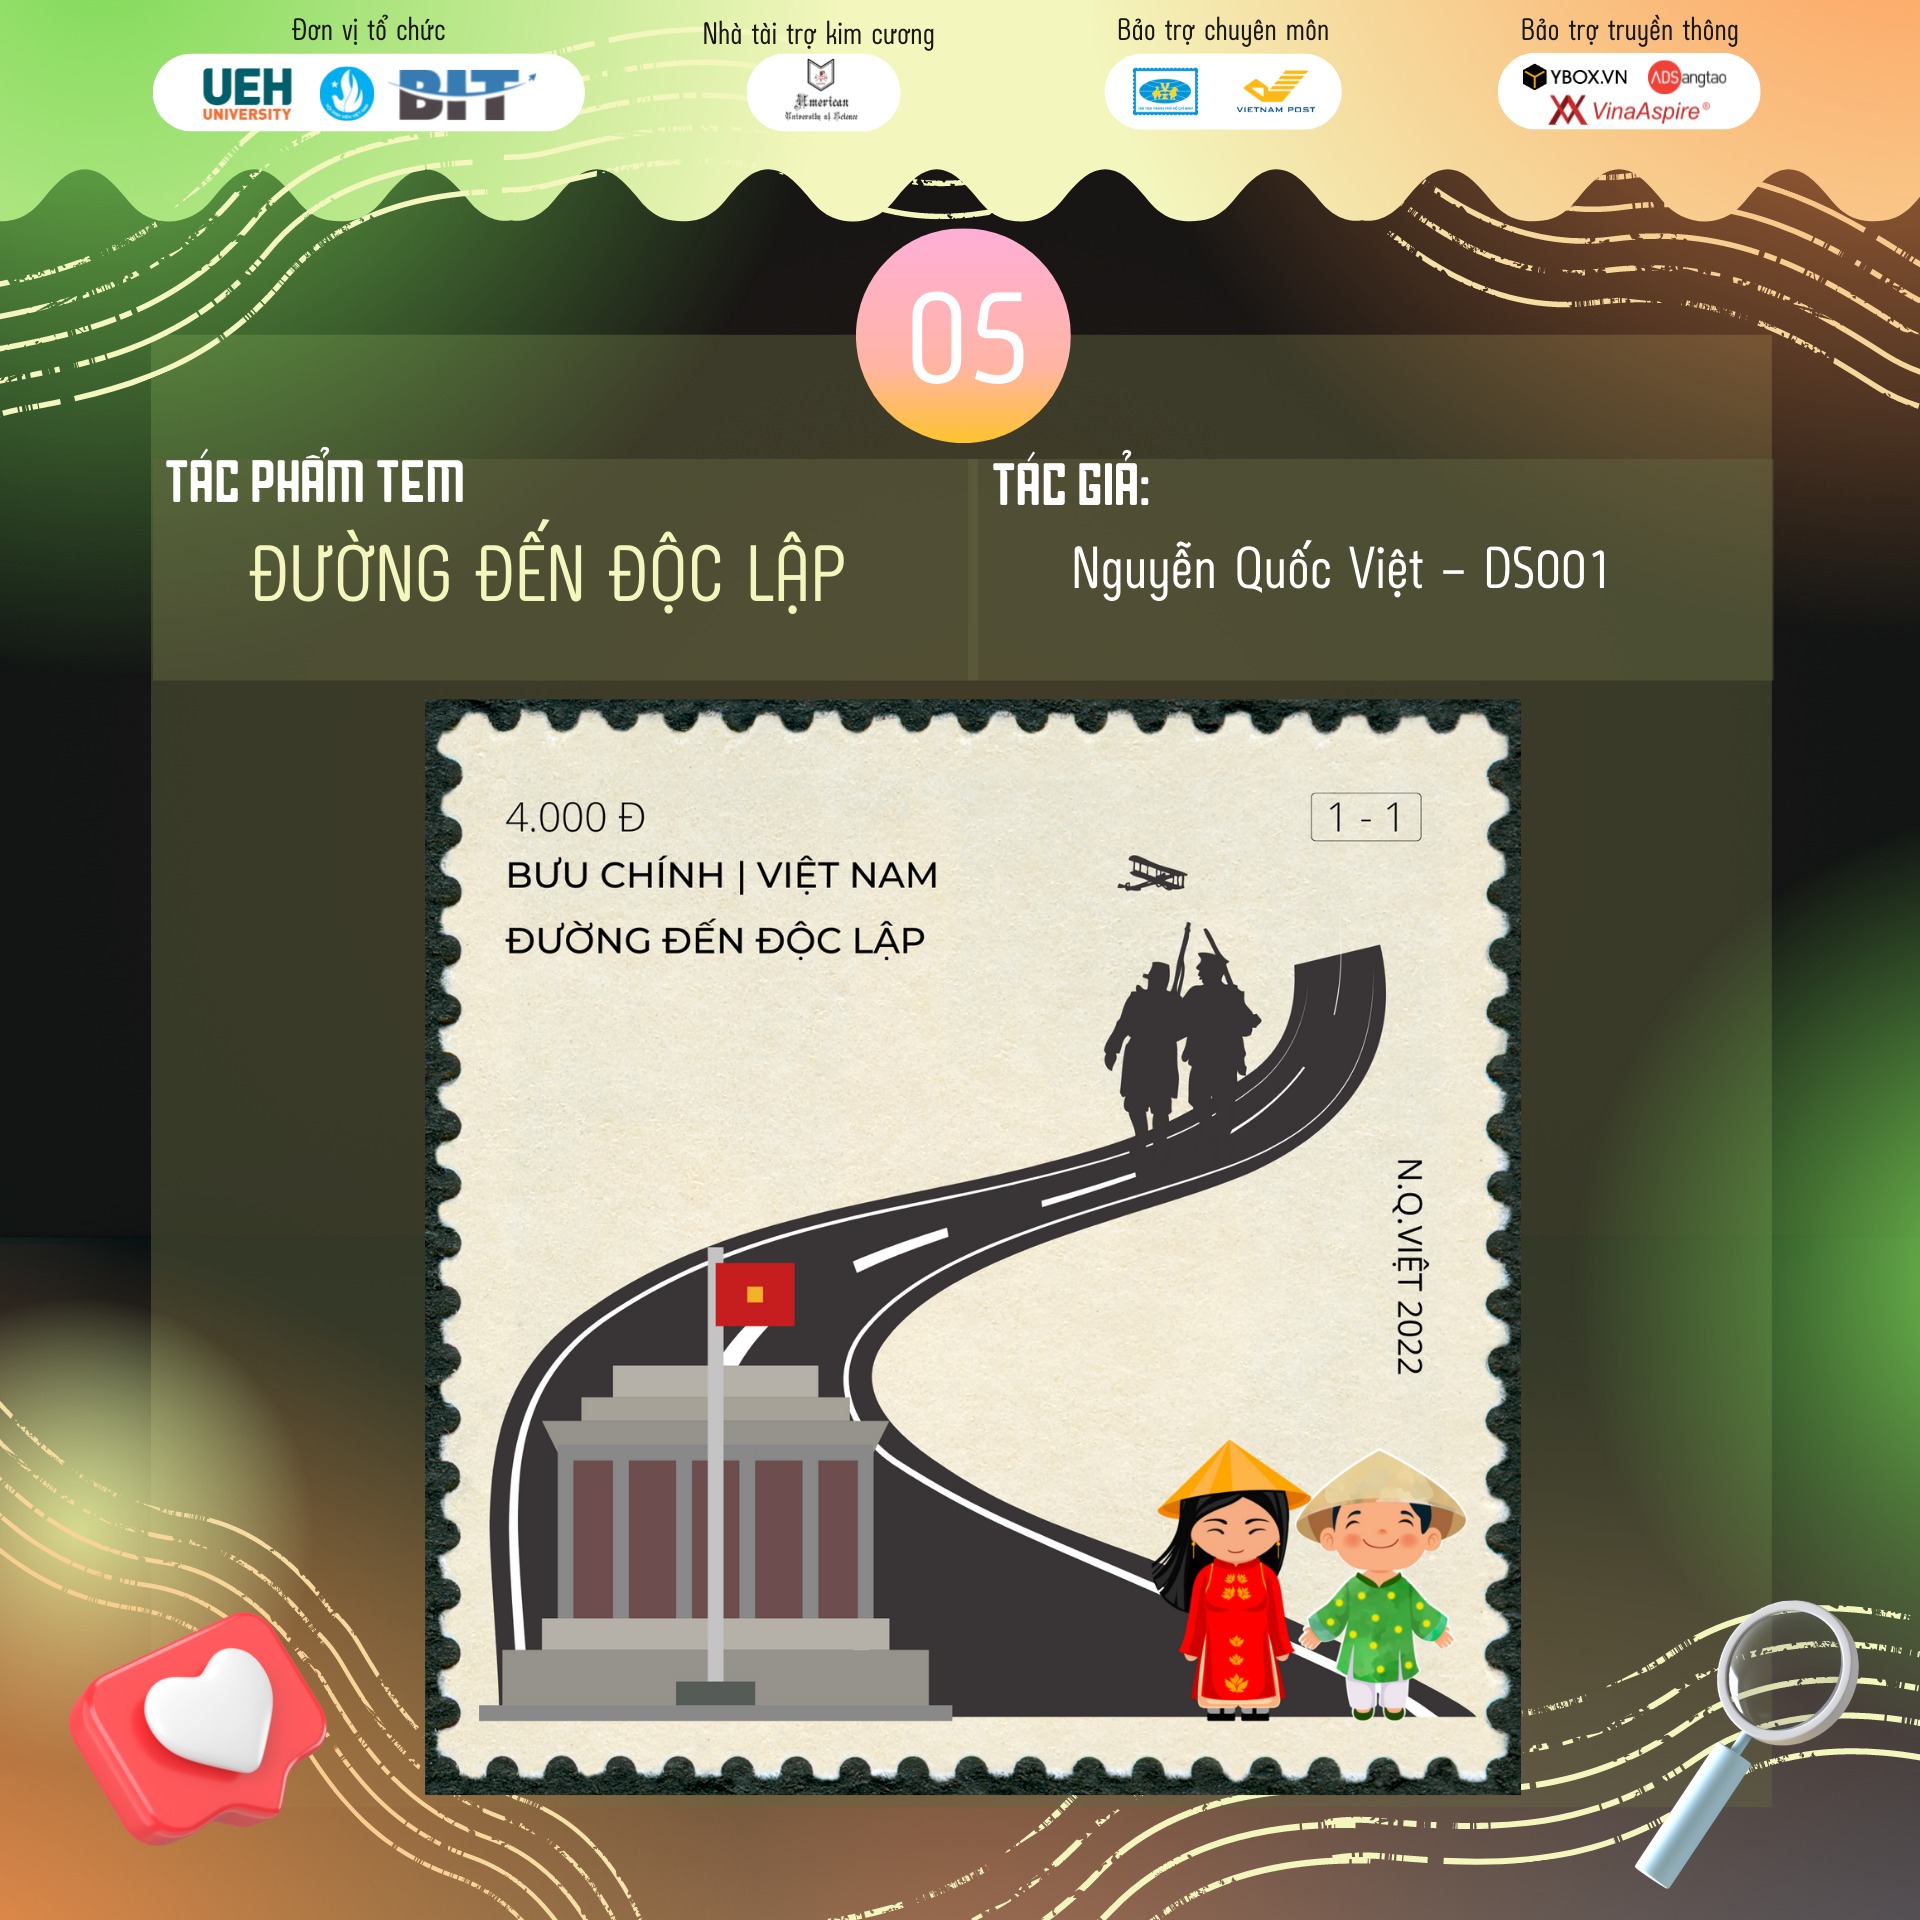 Đơn vị tổ chức
Nhà tài trợ kim cương
Bảo trợ chuyên môn
Bảo trợ truyền thông
UEH
UNIVERSITY
BIT
American
University of Science
VIETNAM POST
YBOX.VN
ADSangtao
VinaAspire®
05
TÁC PHẨM TEM
ĐƯỜNG ĐẾN ĐỘC LẬP
TÁC GIẢ:
Nguyễn Quốc Việt – DS001
4.000 Đ
1 - 1
BƯU CHÍNH | VIỆT NAM
ĐƯỜNG ĐẾN ĐỘC LẬP
N.Q.VIỆT 2022